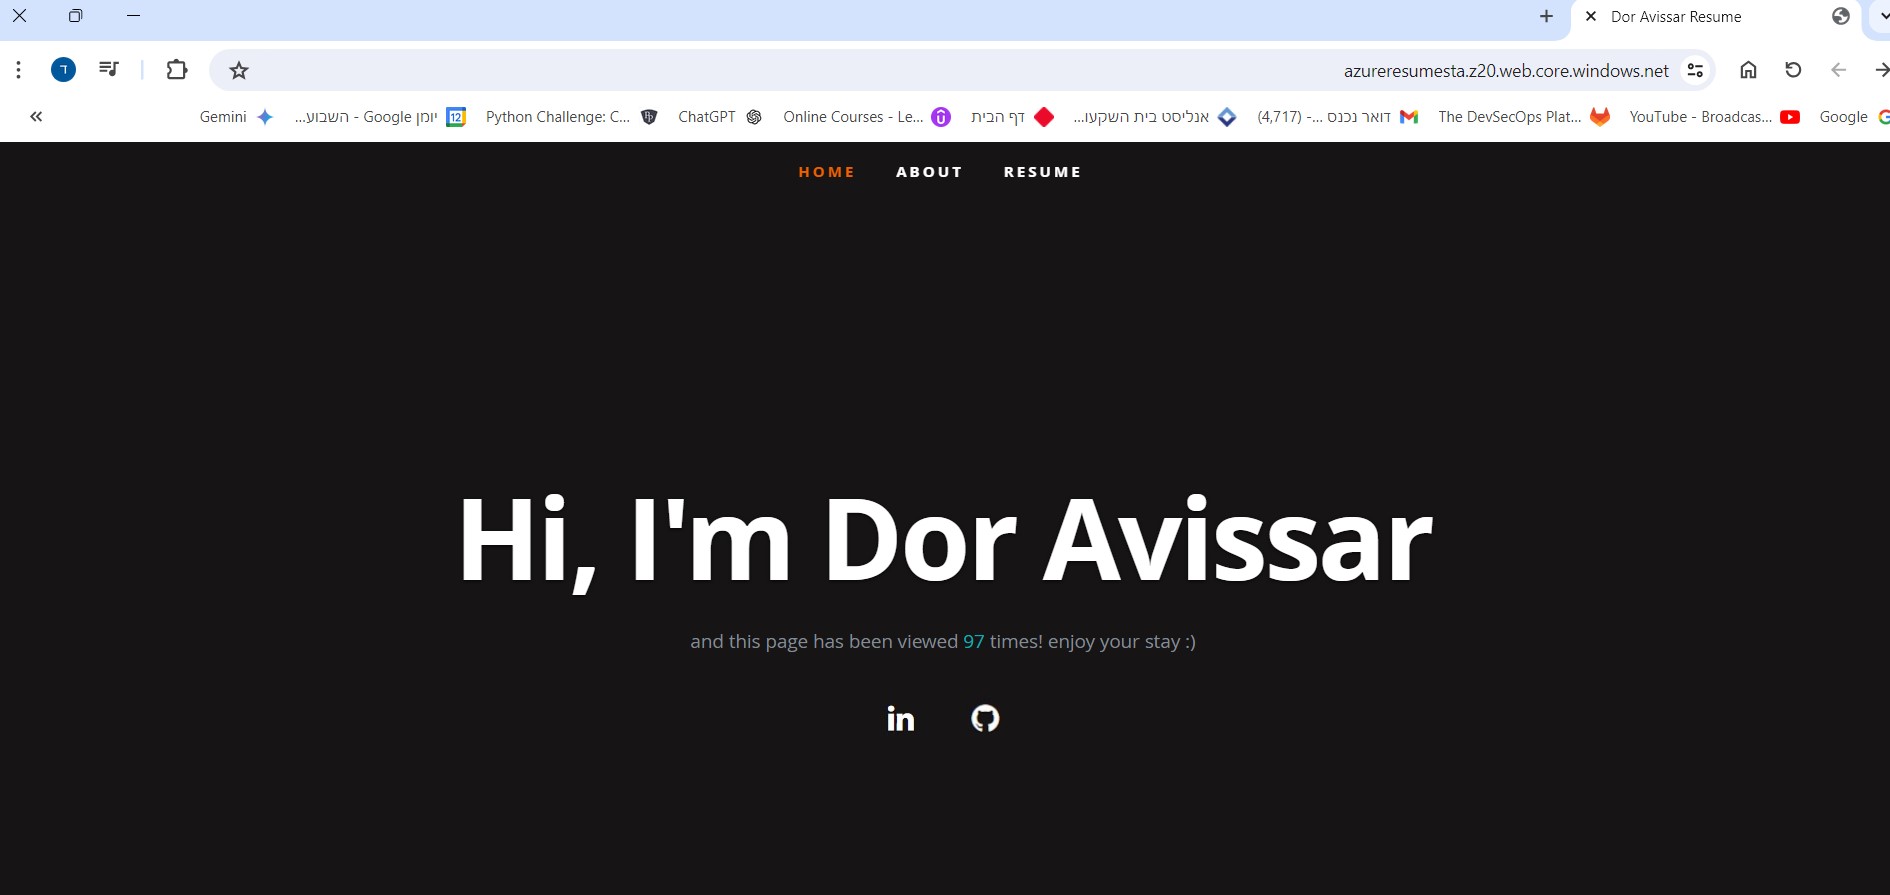 Dor Avissar Resume
azureresumesta.z20.web.core.windows.net
ד
Google YouTube - Broadcas... The DevSecOps Plat... דואר נכנס ...- (4,717) אנליסט בית השקעו... דף הבית Online Courses - Le... ChatGPT Python Challenge: C... 12 יומן Google - השבוע... Gemini
HOME ABOUT RESUME
Hi, I'm Dor Avissar
and this page has been viewed 97 times! enjoy your stay :)
in